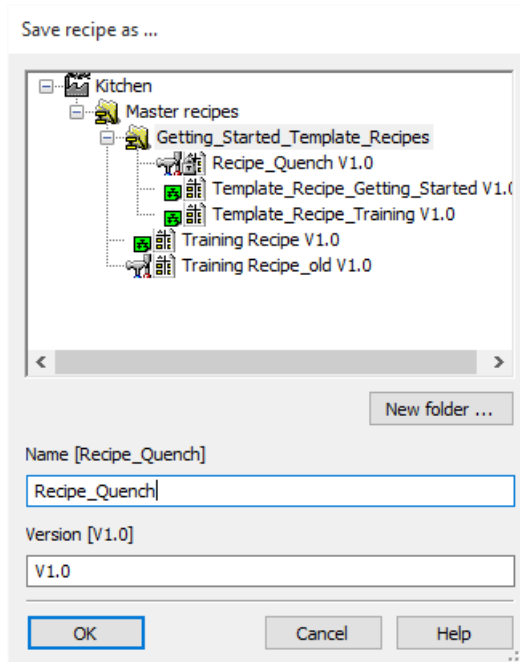 Save recipe as ...
Kitchen
Master recipes
Getting_Started_Template_Recipes
Recipe_Quench V1.0
Template_Recipe_Getting_Started V1.(
Template_Recipe_Training V1.0
Training Recipe V1.0
Training Recipe_old V1.0
New folder ...
Name [Recipe_Quench]
Recipe_Quench
Version [V1.0]
V1.0
OK
Cancel
Help